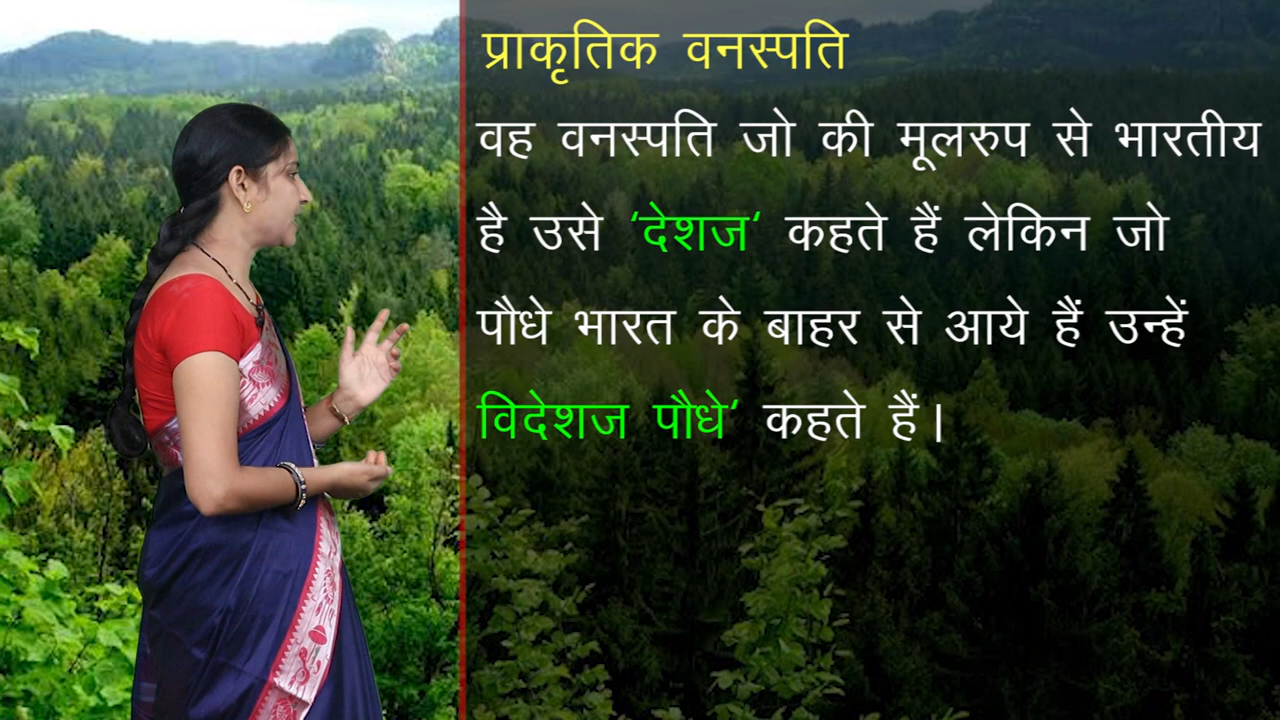 प्राकृतिक वनस्पति
वह वनस्पति जो की मूलरुप से भारतीय
है उसे ‘देशज‘ कहते हैं लेकिन जो
पौधे भारत के बाहर से आये हैं उन्हें
विदेशज पौधे‘ कहते हैं।